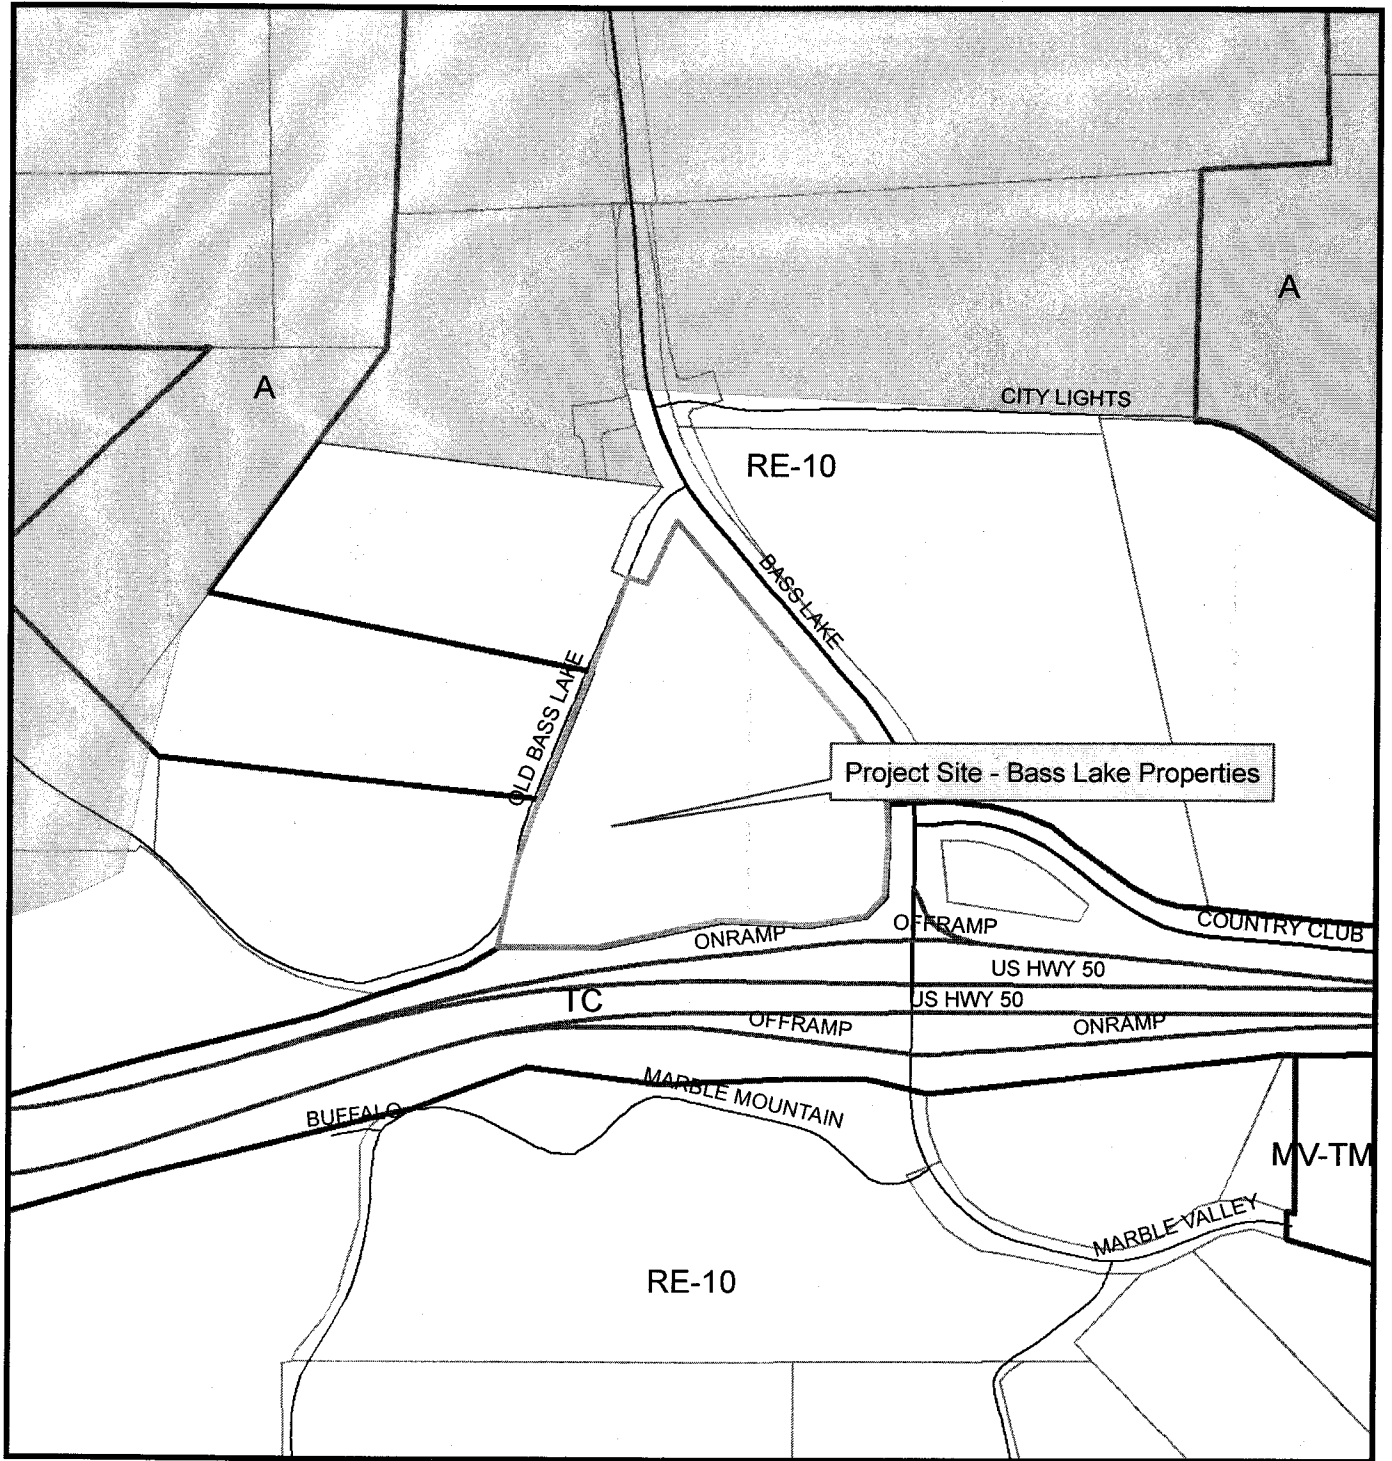 A
A
CITY LIGHTS
RE-10
BASS LAKE
OLD BASS LAKE
Project Site - Bass Lake Properties
OFFRAMP
COUNTRY CLUB
ONRAMP
US HWY 50
TC
US HWY 50
OFFRAMP
ONRAMP
MARBLE MOUNTAIN
BUFFALO
MV-TM
MARBLE VALLEY
RE-10